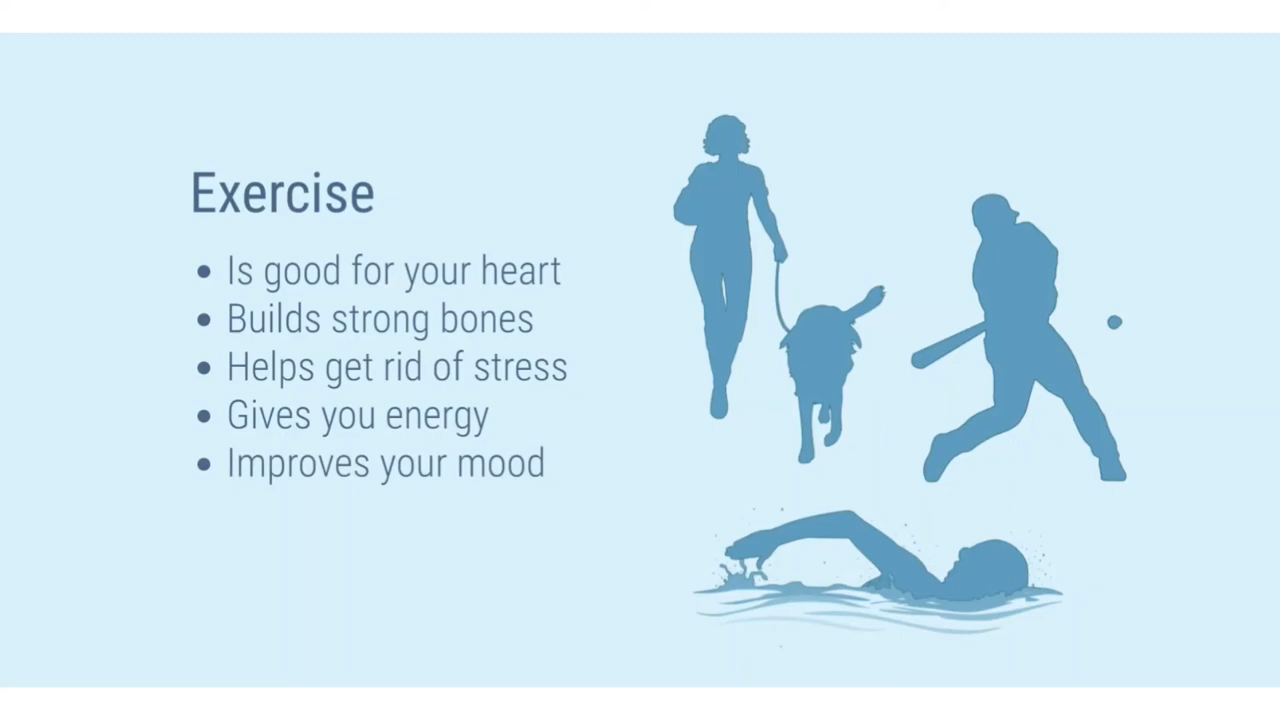 Exercise
• Is good for your heart
• Builds strong bones
• Helps get rid of stress
• Gives you energy
• Improves your mood